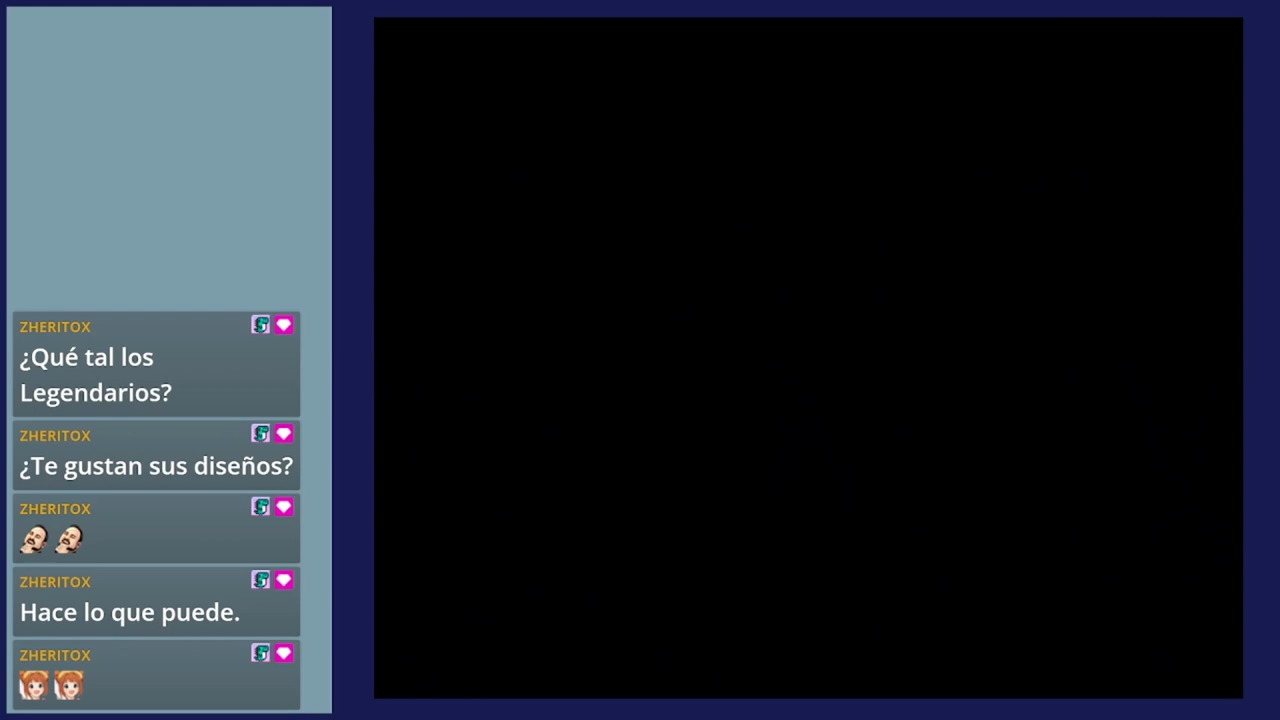 ZHERITOX
¿Qué tal los
Legendarios?
ZHERITOX
¿Te gustan sus diseños?
ZHERITOX
ZHERITOX
Hace lo que puede.
ZHERITOX